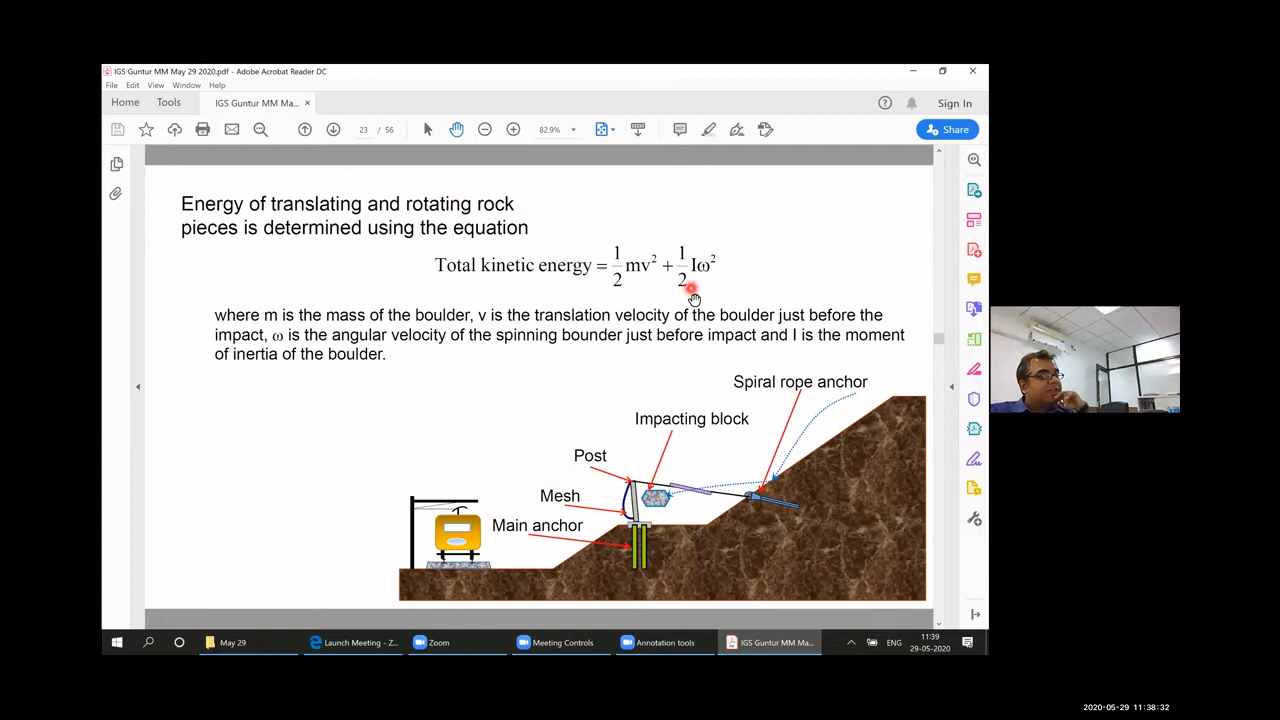 IGS Guntur MM May 29 2020.pdf - Adobe Acrobat Reader DC
File Edit View Window Help
Home Tools IGS Guntur MM Ma... × Sign In
23 / 56 82.9% Share
Energy of translating and rotating rock
pieces is determined using the equation
Total kinetic energy = 1/2 mv² + 1/2 Iω²
where m is the mass of the boulder, v is the translation velocity of the boulder just before the
impact, ω is the angular velocity of the spinning bounder just before impact and I is the moment
of inertia of the boulder.
Spiral rope anchor
Impacting block
Post
Mesh
Main anchor
May 29 Launch Meeting - Z... Zoom Meeting Controls Annotation tools IGS Guntur MM Ma... ENG 11:39
29-05-2020
2020-05-29 11:38:32